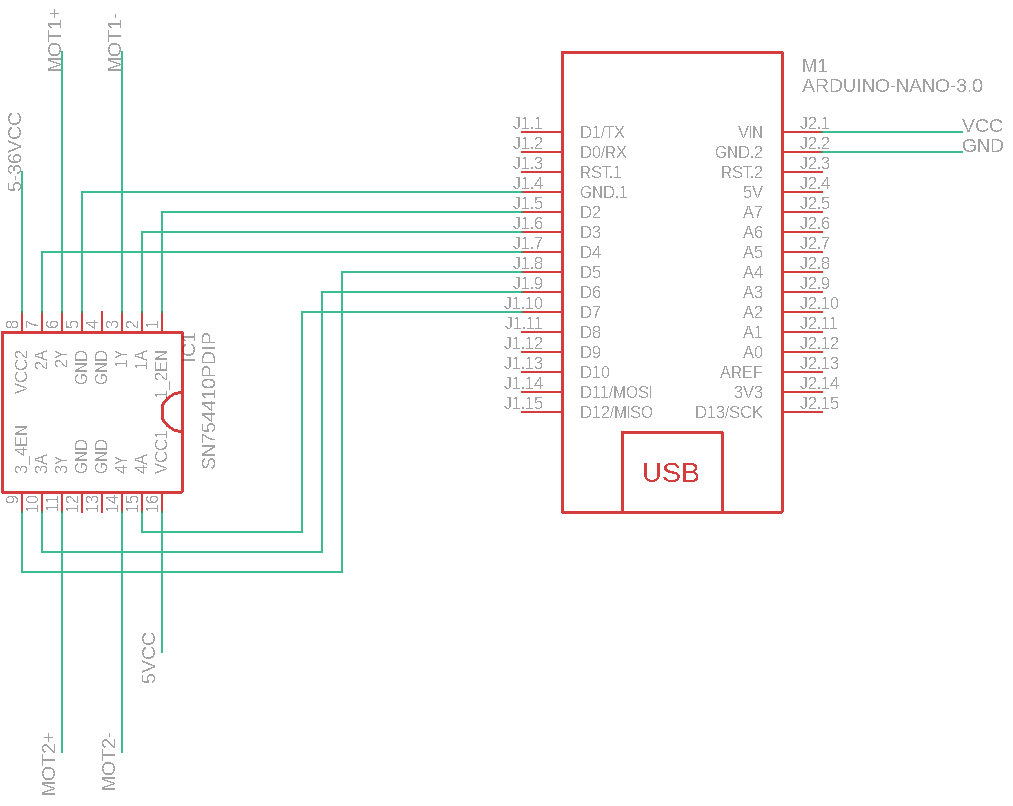 MOT1+
MOT1-
5-36VCC
8
7
6
5
4
3
2
1
VCC2
2A
2Y
GND
GND
1Y
1A
1_2EN
IC1
SN754410PDIP
3_4EN
3A
3Y
GND
GND
4Y
4A
VCC1
9
10
11
12
13
14
15
16
5VCC
MOT2+
MOT2-
M1
ARDUINO-NANO-3.0
J1.1
J1.2
J1.3
J1.4
J1.5
J1.6
J1.7
J1.8
J1.9
J1.10
J1.11
J1.12
J1.13
J1.14
J1.15
D1/TX
D0/RX
RST.1
GND.1
D2
D3
D4
D5
D6
D7
D8
D9
D10
D11/MOSI
D12/MISO
VIN
GND.2
RST.2
5V
A7
A6
A5
A4
A3
A2
A1
A0
AREF
3V3
D13/SCK
J2.1
J2.2
J2.3
J2.4
J2.5
J2.6
J2.7
J2.8
J2.9
J2.10
J2.11
J2.12
J2.13
J2.14
J2.15
VCC
GND
USB